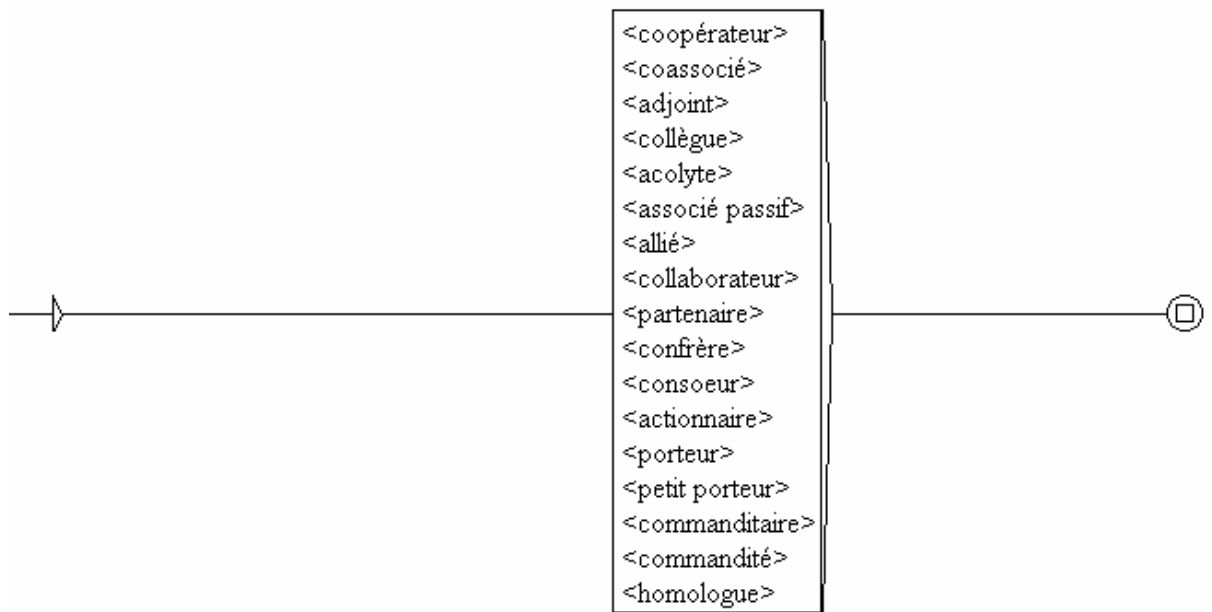 <coopérateur>
<coassocié>
<adjoint>
<collègue>
<acolyte>
<associé passif>
<allié>
<collaborateur>
<partenaire>
<confrère>
<consoeur>
<actionnaire>
<porteur>
<petit porteur>
<commanditaire>
<commandité>
<homologue>